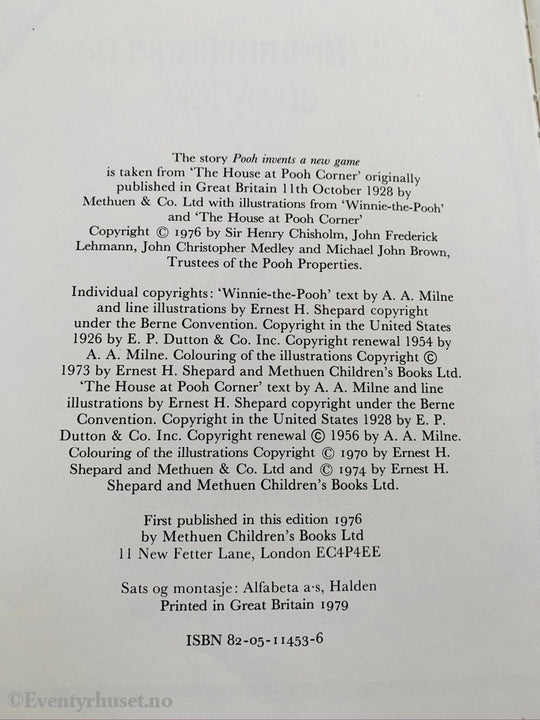 The story Pooh invents a new game
is taken from 'The House at Pooh Corner' originally
published in Great Britain 11th October 1928 by
Methuen & Co. Ltd with illustrations from 'Winnie-the-Pooh'
and 'The House at Pooh Corner'
Copyright © 1976 by Sir Henry Chisholm, John Frederick
Lehmann, John Christopher Medley and Michael John Brown,
Trustees of the Pooh Properties.
Individual copyrights: 'Winnie-the-Pooh' text by A. A. Milne
and line illustrations by Ernest H. Shepard copyright
under the Berne Convention. Copyright in the United States
1926 by E. P. Dutton & Co. Inc. Copyright renewal 1954 by
A. A. Milne. Colouring of the illustrations Copyright ©
1973 by Ernest H. Shepard and Methuen Children's Books Ltd.
'The House at Pooh Corner' text by A. A. Milne and line
illustrations by Ernest H. Shepard copyright under the Berne
Convention. Copyright in the United States 1928 by E. P.
Dutton & Co. Inc. Copyright renewal © 1956 by A. A. Milne.
Colouring of the illustrations Copyright © 1970 by Ernest H.
Shepard and Methuen & Co. Ltd and © 1974 by Ernest H.
Shepard and Methuen Children's Books Ltd.
First published in this edition 1976
by Methuen Children's Books Ltd
11 New Fetter Lane, London EC4P4EE
Sats og montasje: Alfabeta a·s, Halden
Printed in Great Britain 1979
ISBN 82-05-11453-6
©Eventyrhuset.no